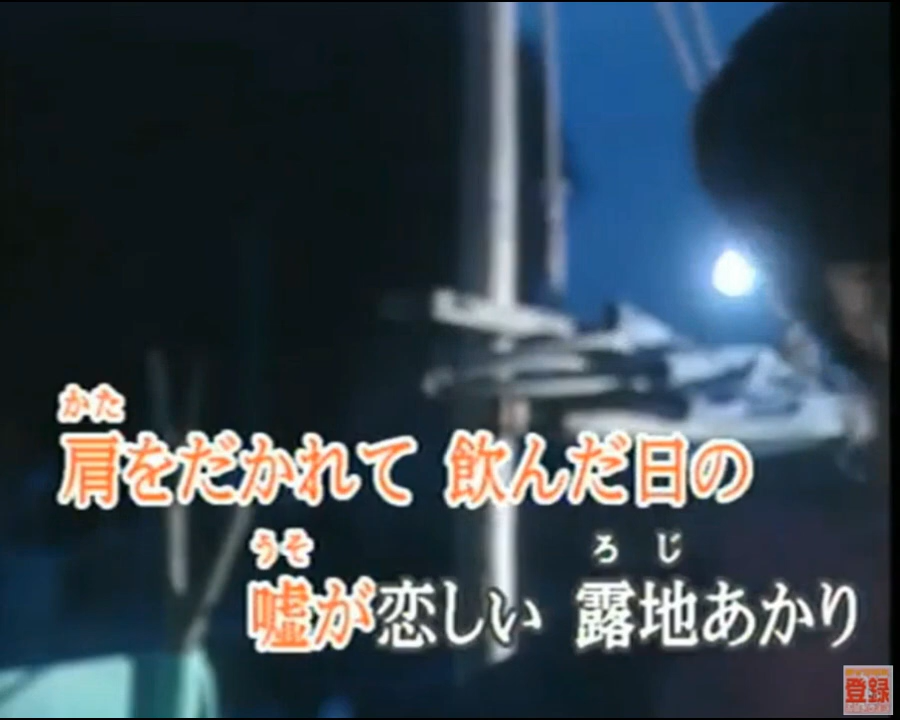 かた
肩をだかれて 飲んだ日の
うそ ろじ
嘘が恋しい 露地あかり
登録